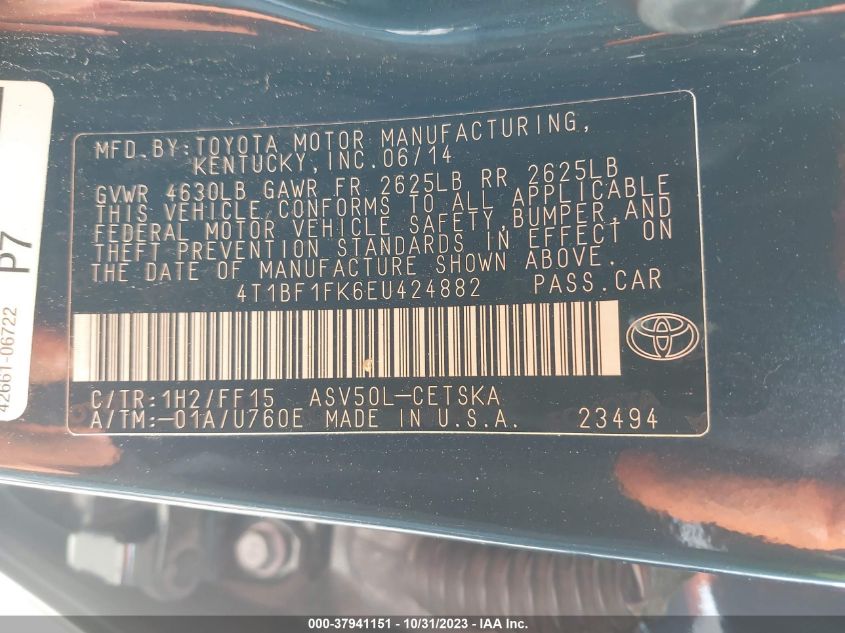 MFD.BY:TOYOTA MOTOR MANUFACTURING,
KENTUCKY,INC.06/14
GVWR 4630LB GAWR FR 2625LB RR 2625LB
THIS VEHICLE CONFORMS TO ALL APPLICABLE
FEDERAL MOTOR VEHICLE SAFETY,BUMPER,AND
THEFT PREVENTION STANDARDS IN EFFECT ON
THE DATE OF MANUFACTURE SHOWN ABOVE.
4T1BF1FK6EU424882 PASS.CAR
C/TR:1H2/FF15 ASV50L-CETSKA
A/TM:-01A/U760E MADE IN U.S.A. 23494
P7
42661-06722
000-37941151 - 10/31/2023 - IAA Inc.